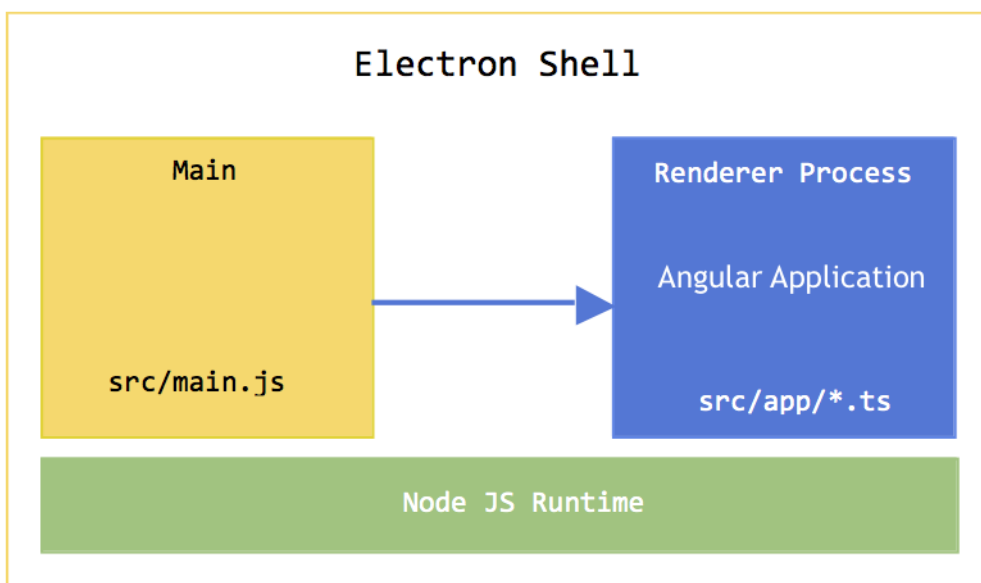 Electron Shell
Main
Renderer Process
Angular Application
src/main.js
src/app/*.ts
Node JS Runtime